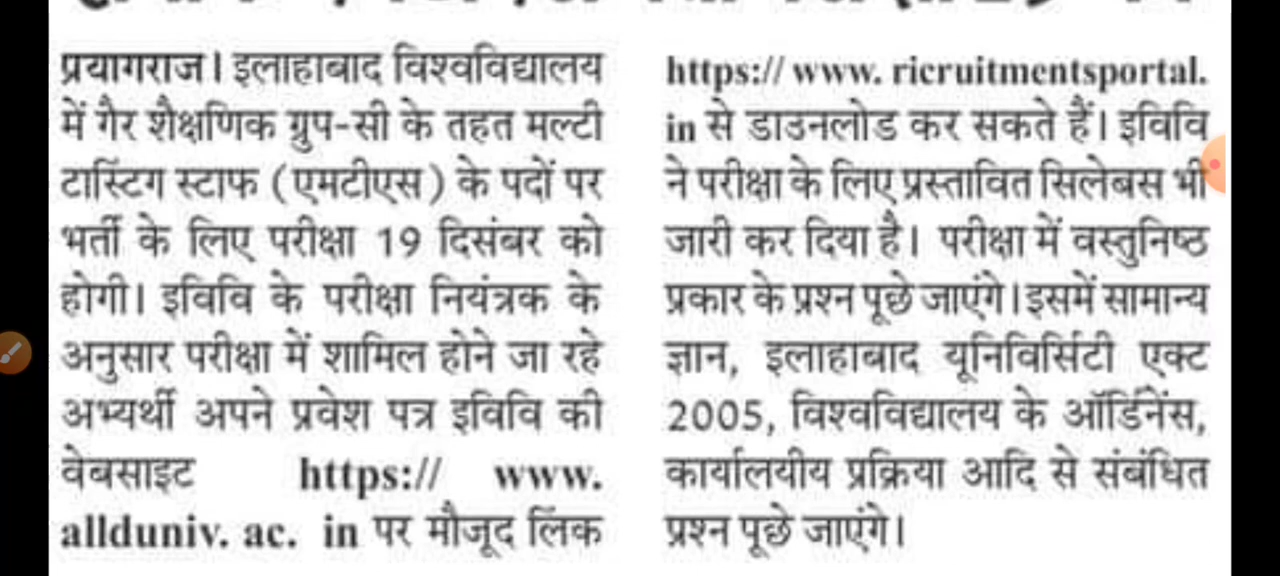 प्रयागराज। इलाहाबाद विश्वविद्यालय
में गैर शैक्षणिक ग्रुप-सी के तहत मल्टी
टास्टिंग स्टाफ (एमटीएस) के पदों पर
भर्ती के लिए परीक्षा 19 दिसंबर को
होगी। इविवि के परीक्षा नियंत्रक के
अनुसार परीक्षा में शामिल होने जा रहे
अभ्यर्थी अपने प्रवेश पत्र इविवि की
वेबसाइट https:// www.
allduniv. ac. in पर मौजूद लिंक
https:// www. ricruitmentsportal.
in से डाउनलोड कर सकते हैं। इविवि
ने परीक्षा के लिए प्रस्तावित सिलेबस भी
जारी कर दिया है। परीक्षा में वस्तुनिष्ठ
प्रकार के प्रश्न पूछे जाएंगे। इसमें सामान्य
ज्ञान, इलाहाबाद यूनिवर्सिटी एक्ट
2005, विश्वविद्यालय के ऑर्डिनेंस,
कार्यालयीय प्रक्रिया आदि से संबंधित
प्रश्न पूछे जाएंगे।